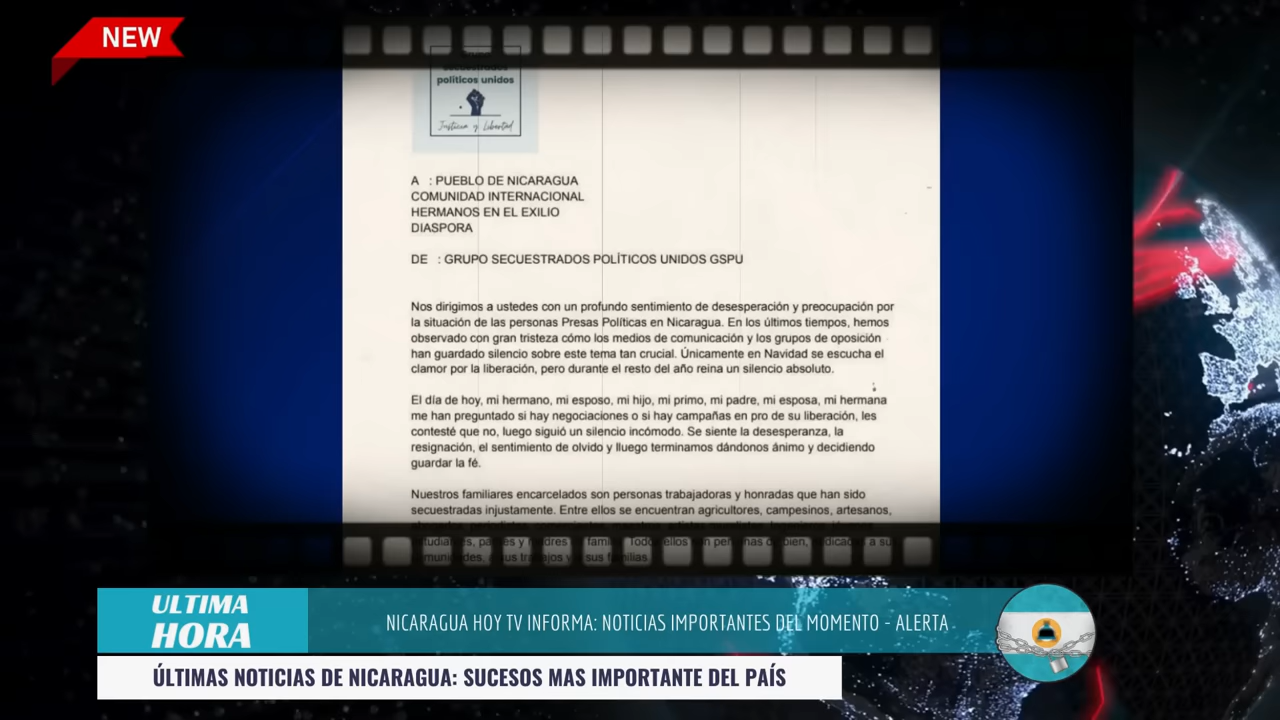 NEW
secuestrados
políticos unidos
Justicia y Libertad
A : PUEBLO DE NICARAGUA
COMUNIDAD INTERNACIONAL
HERMANOS EN EL EXILIO
DIASPORA
DE : GRUPO SECUESTRADOS POLÍTICOS UNIDOS GSPU
Nos dirigimos a ustedes con un profundo sentimiento de desesperación y preocupación por
la situación de las personas Presas Políticas en Nicaragua. En los últimos tiempos, hemos
observado con gran tristeza cómo los medios de comunicación y los grupos de oposición
han guardado silencio sobre este tema tan crucial. Únicamente en Navidad se escucha el
clamor por la liberación, pero durante el resto del año reina un silencio absoluto.
El día de hoy, mi hermano, mi esposo, mi hijo, mi primo, mi padre, mi esposa, mi hermana
me han preguntado si hay negociaciones o si hay campañas en pro de su liberación, les
contesté que no, luego siguió un silencio incómodo. Se siente la desesperanza, la
resignación, el sentimiento de olvido y lluego terminamos dándonos ánimo y decidiendo
guardar la fé.
Nuestros familiares encarcelados son personas trabajadoras y honradas que han sido
secuestradas injustamente. Entre ellos se encuentran agricultores, campesinos, artesanos,
y familia ellos bien, a su
sus y sus familias
ULTIMA
HORA
NICARAGUA HOY TV INFORMA: NOTICIAS IMPORTANTES DEL MOMENTO - ALERTA
ÚLTIMAS NOTICIAS DE NICARAGUA: SUCESOS MAS IMPORTANTE DEL PAÍS